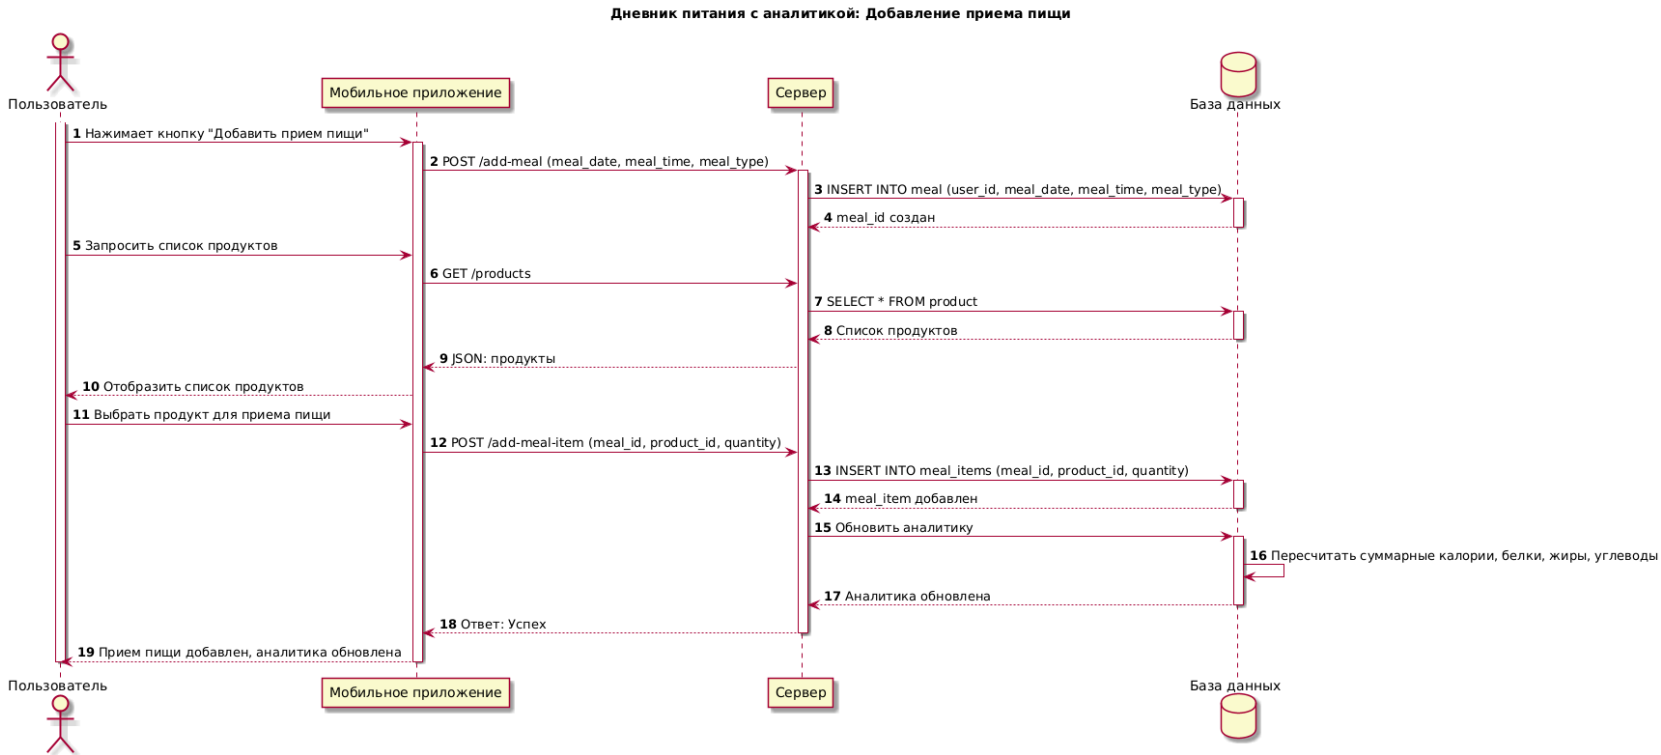 Дневник питания с аналитикой: Добавление приема пищи
Пользователь
Мобильное приложение
Сервер
База данных
1 Нажимает кнопку "Добавить прием пищи"
2 POST /add-meal (meal_date, meal_time, meal_type)
3 INSERT INTO meal (user_id, meal_date, meal_time, meal_type)
4 meal_id создан
5 Запросить список продуктов
6 GET /products
7 SELECT * FROM product
8 Список продуктов
9 JSON: продукты
10 Отобразить список продуктов
11 Выбрать продукт для приема пищи
12 POST /add-meal-item (meal_id, product_id, quantity)
13 INSERT INTO meal_items (meal_id, product_id, quantity)
14 meal_item добавлен
15 Обновить аналитику
16 Пересчитать суммарные калории, белки, жиры, углеводы
17 Аналитика обновлена
18 Ответ: Успех
19 Прием пищи добавлен, аналитика обновлена
Пользователь
Мобильное приложение
Сервер
База данных